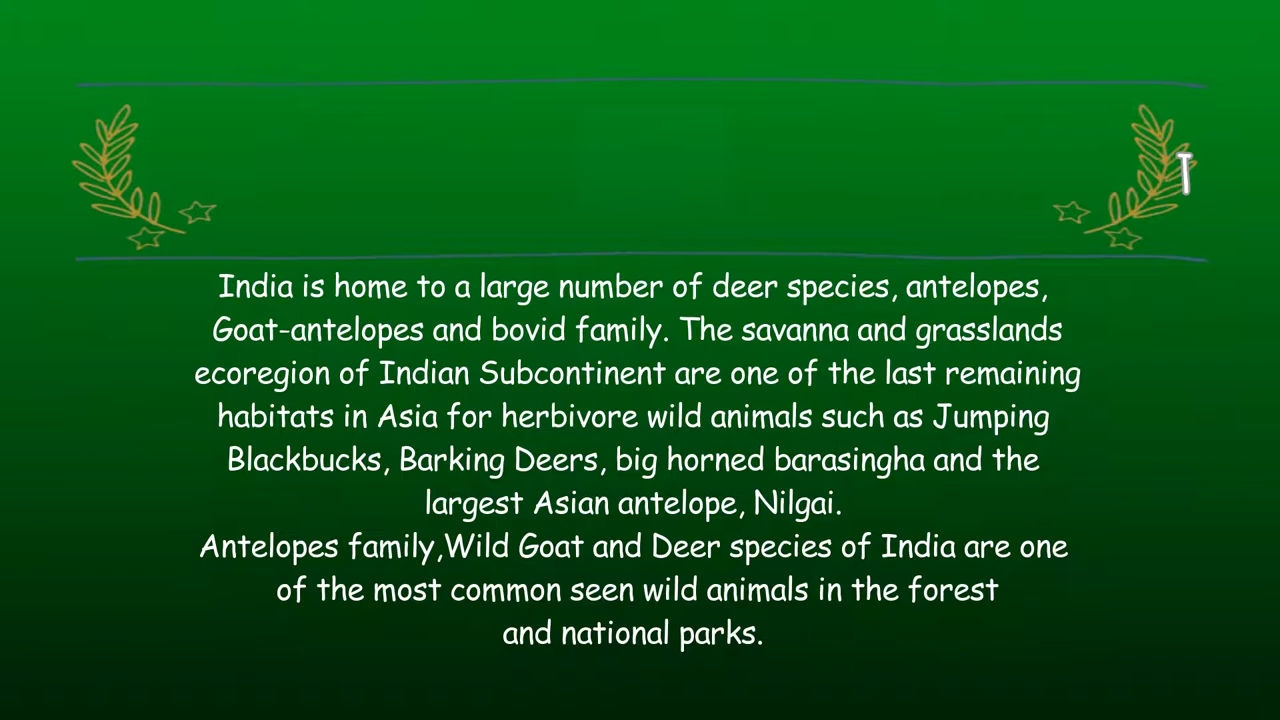 T
India is home to a large number of deer species, antelopes,
Goat-antelopes and bovid family. The savanna and grasslands
ecoregion of Indian Subcontinent are one of the last remaining
habitats in Asia for herbivore wild animals such as Jumping
Blackbucks, Barking Deers, big horned barasingha and the
largest Asian antelope, Nilgai.
Antelopes family,Wild Goat and Deer species of India are one
of the most common seen wild animals in the forest
and national parks.